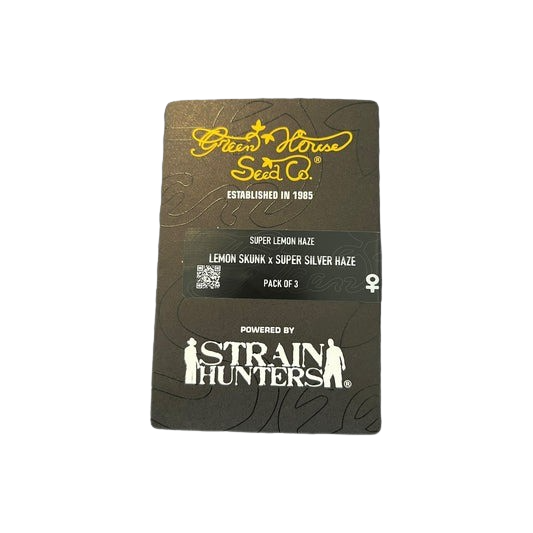 Green House
Seed Co.®
ESTABLISHED IN 1985
SUPER LEMON HAZE
LEMON SKUNK x SUPER SILVER HAZE
PACK OF 3
POWERED BY
STRAIN
HUNTERS®